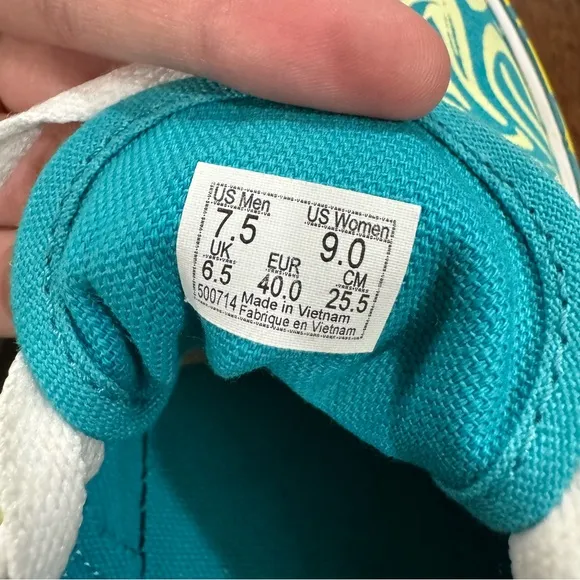 US Men US Women
7.5 9.0
UK EUR CM
6.5 40.0 25.5
500714 Made in Vietnam
Fabrique en Vietnam